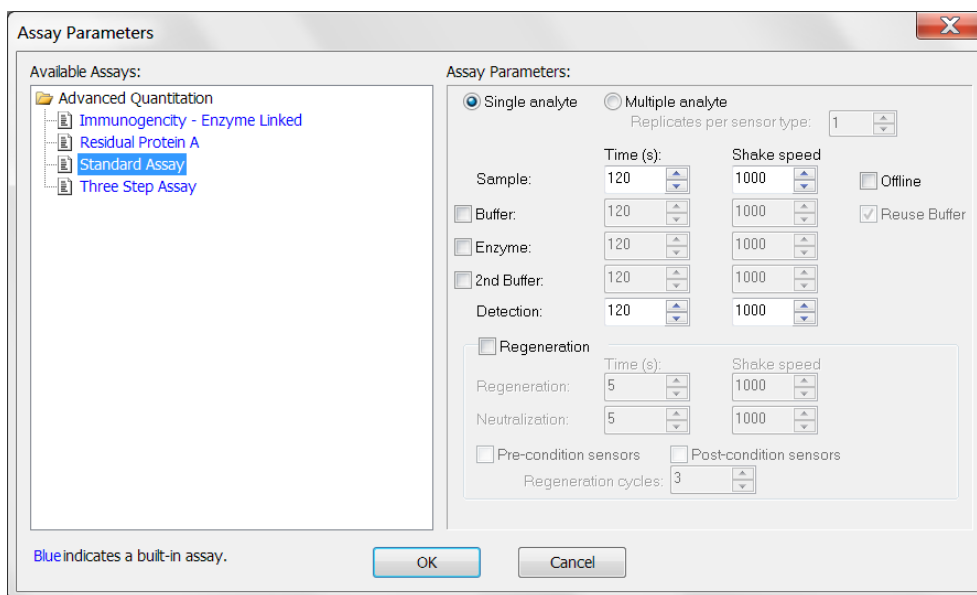 Assay Parameters
Available Assays:
Advanced Quantitation
Immunogencity - Enzyme Linked
Residual Protein A
Standard Assay
Three Step Assay
Blue indicates a built-in assay.
Assay Parameters:
Single analyte Multiple analyte
Replicates per sensor type: 1
Time (s): Shake speed
Sample: 120 1000 Offline
Buffer: 120 1000 Reuse Buffer
Enzyme: 120 1000
2nd Buffer: 120 1000
Detection: 120 1000
Regeneration
Time (s): Shake speed
Regeneration: 5 1000
Neutralization: 5 1000
Pre-condition sensors Post-condition sensors
Regeneration cycles: 3
OK Cancel